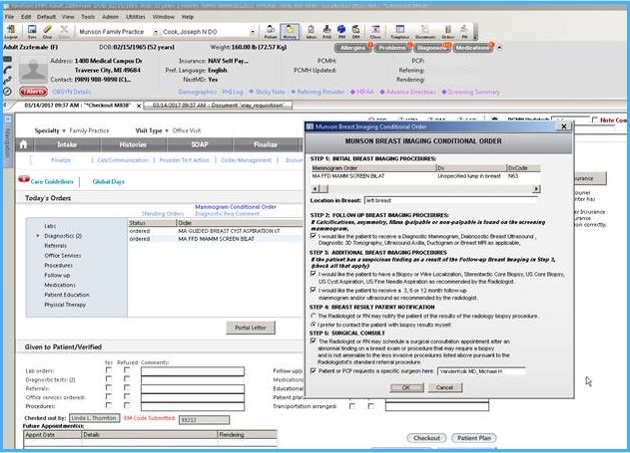 File Edit Default View Tools Admin Utilities Window Help
Logout Save Clear Munson Family Practice Cook, Joseph N DO Patient History Inbox PAQ PM EM Documents Orders Close
Adult Zzzfemale (F) DOB: 02/15/1965 (52 years) Weight: 160.00 lb (72.57 Kg) Allergies Problems Diagnoses Medications
Address: 1400 Medical Campus Dr Insurance: NAV Self Pay... PCMH: PCP:
Traverse City, MI 49684 Pref. Language: English PCMH Updated: Referring:
Contact: (989) 988-9898 (C)... NextMD: Yes Rendering:
Alerts OBGYN Details Demographics PHI Log Sticky Note Referring Provider HIPAA Advance Directives Screening Summary
03/14/2017 09:37 AM : "*Checkout MR38" 03/14/2017 09:37 AM : Document 'xray_requisition'
Navigation
Specialty Family Practice Visit Type Office Visit
Intake Histories SOAP Finalize
Finalize Call/Communication Provider Test Action Order Management
Care Guidelines Global Days
Today's Orders
Mammogram Conditional Order
Standing Orders Diagnostic Req Comment
Labs
Diagnostics (2)
Referrals
Office Services
Procedures
Follow up
Medications
Patient Education
Physical Therapy
Status Order
ordered MA GUIDED BREAST CYST ASPIRATION LT
ordered MA FFD MAMM SCREEN BILAT
Portal Letter
Given to Patient/Verified
Yes Refused Comments:
Lab orders:
Diagnostic tests: (2)
Referrals:
Office services ordered:
Procedures:
Follow up:
Medications
Educational
Patient plan
Transportation arranged:
Checked out by: Linda L. Thornton EM Code Submitted: 99213
Future Appointment(s):
Appt Date Details Rendering
Checkout Patient Plan
Munson Breast Imaging Conditional Order
MUNSON BREAST IMAGING CONDITIONAL ORDER
STEP 1: INITIAL BREAST IMAGING PROCEDURES:
Mammogram Order Dx DxCode
MA FFD MAMM SCREEN BILAT Unspecified lump in breast N63
Location in Breast: left breast
STEP 2: FOLLOW UP BREAST IMAGING PROCEDURES:
If Calcifications, asymmetry, Mass (palpable or non-palpable is found on the screening
mammogram,
I would like the patient to receive a Diagnostic Mammogram, Diagnostic Breast Ultrasound,
Diagnostic 3D Tomography, Ultrasound Axilla, Ductogram or Breast MRI as applicable,
STEP 3: ADDITIONAL BREAST IMAGING PROCEDURES
If the patient has a suspicious finding as a result of the Follow-up Breast Imaging in Step 2,
(check all that apply)
I would like the patient to have a Biopsy or Wire Localization, Stereotactic Core Biopsy, US Core Biopsy,
US Cyst Aspiration, US Fine Needle Aspiration as recommended by the Radiologist.
I would like the patient to receive a 3, 6 or 12 month follow-up
mammogram and/or ultrasound as recommended by the radiologist.
STEP 4: BREAST RESULT PATIENT NOTIFICATION
The Radiologist or RN may notify the patient of the results of the radiology biopsy procedure.
I prefer to contact the patient with biopsy results myself.
STEP 5: SURGICAL CONSULT
The Radiologist or RN may schedule a surgical consultation appointment after an
abnormal finding on a breast exam or procedure that may require a biopsy
and is not amenable to the less invasive procedures listed above pursuant to the
Radiologist's standard referral procedure.
Patient or PCP requests a specific surgeon here: VanderKolk MD, Michael H
OK Cancel